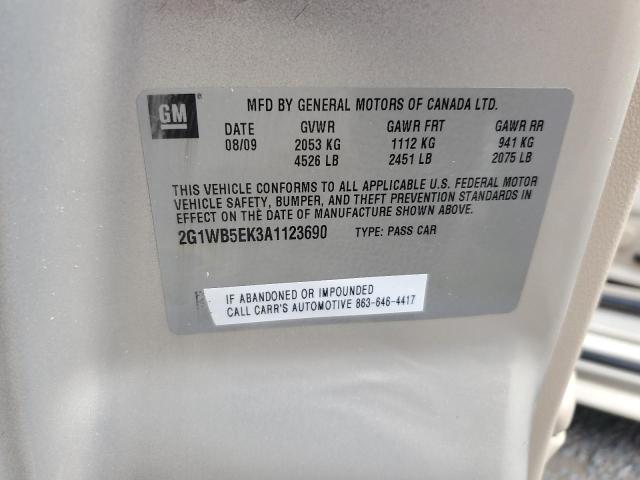 GM ®
MFD BY GENERAL MOTORS OF CANADA LTD.
DATE GVWR GAWR FRT GAWR RR
08/09 2053 KG 1112 KG 941 KG
4526 LB 2451 LB 2075 LB
THIS VEHICLE CONFORMS TO ALL APPLICABLE U.S. FEDERAL MOTOR
VEHICLE SAFETY, BUMPER, AND THEFT PREVENTION STANDARDS IN
EFFECT ON THE DATE OF MANUFACTURE SHOWN ABOVE.
2G1WB5EK3A1123690 TYPE: PASS CAR
IF ABANDONED OR IMPOUNDED
CALL CARR'S AUTOMOTIVE 863-646-4417